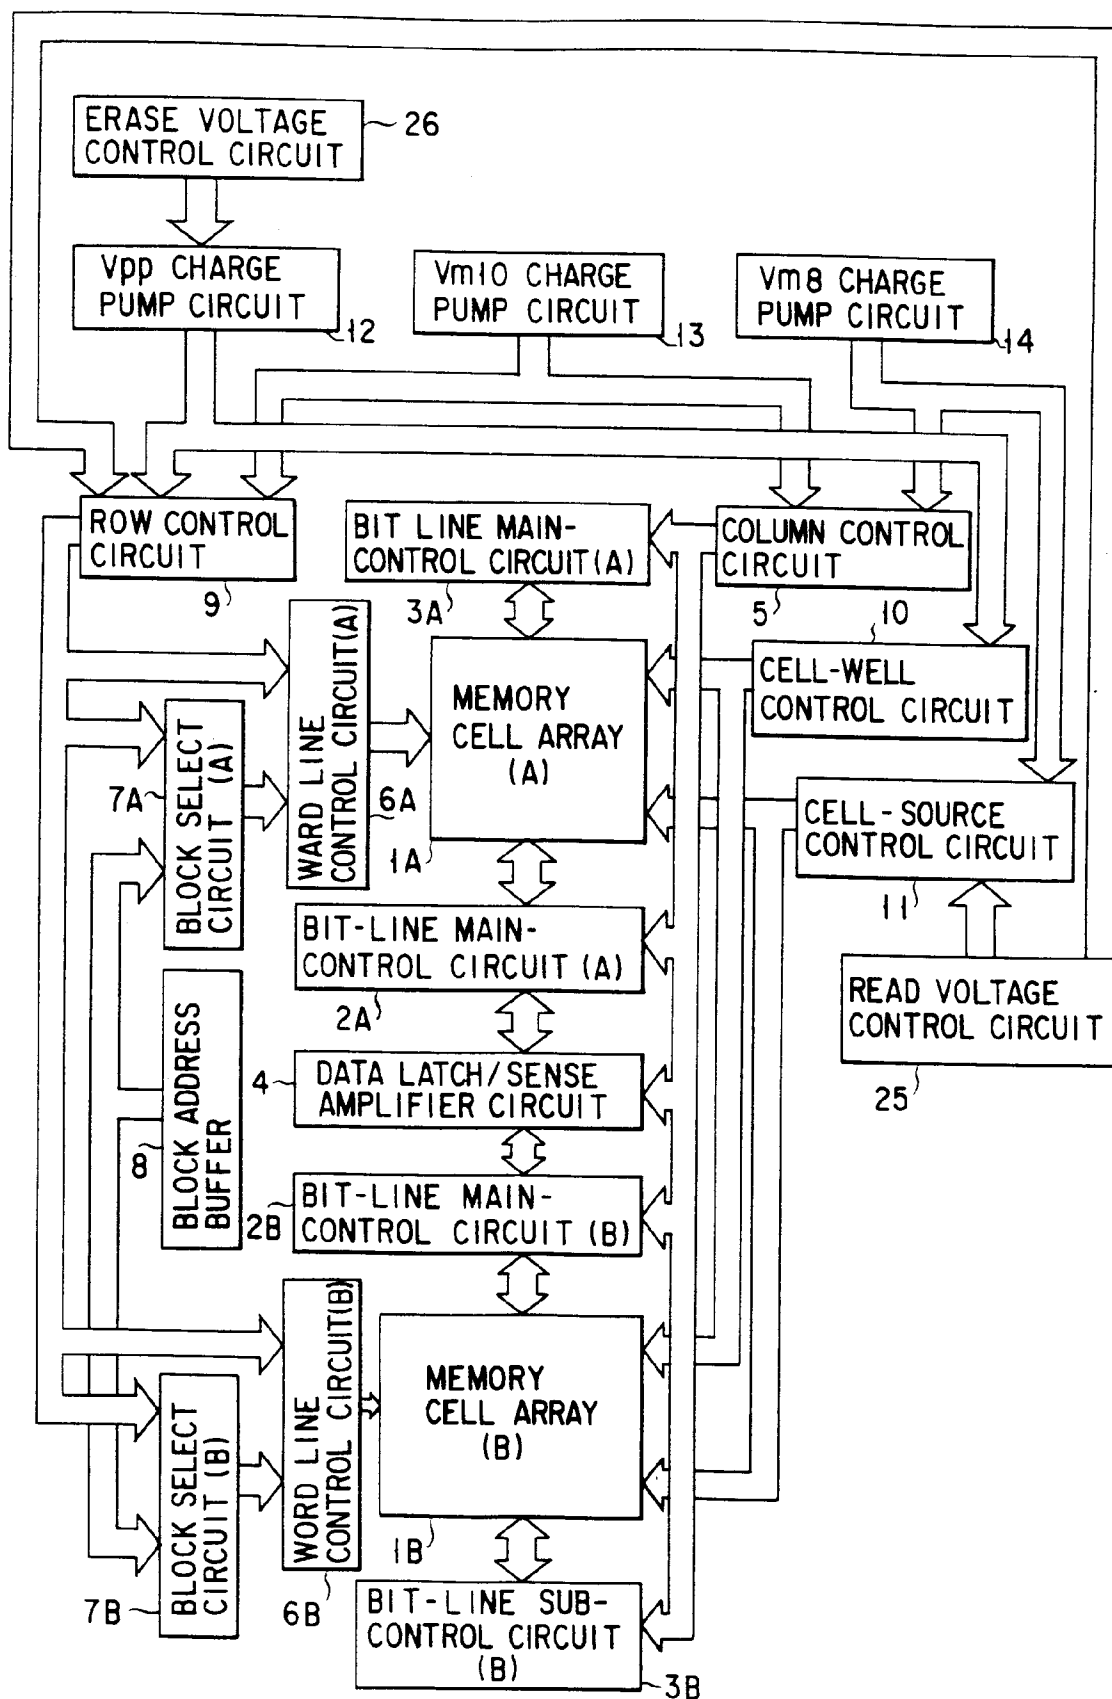 ERASE VOLTAGE
CONTROL CIRCUIT
26
Vpp CHARGE
PUMP CIRCUIT
12
Vm10 CHARGE
PUMP CIRCUIT
13
Vm8 CHARGE
PUMP CIRCUIT
14
ROW CONTROL
CIRCUIT
9
BIT LINE MAIN-
CONTROL CIRCUIT(A)
3A
COLUMN CONTROL
CIRCUIT
5
10
CELL-WELL
CONTROL CIRCUIT
WARD LINE
CONTROL CIRCUIT(A)
6A
MEMORY
CELL ARRAY
(A)
1A
BLOCK SELECT
CIRCUIT (A)
7A
CELL-SOURCE
CONTROL CIRCUIT
11
BIT-LINE MAIN-
CONTROL CIRCUIT (A)
2A
READ VOLTAGE
CONTROL CIRCUIT
25
BLOCK ADDRESS
BUFFER
8
4
DATA LATCH/SENSE
AMPLIFIER CIRCUIT
BIT-LINE MAIN-
CONTROL CIRCUIT (B)
2B
WORD LINE
CONTROL CIRCUIT(B)
6B
MEMORY
CELL ARRAY
(B)
1B
BLOCK SELECT
CIRCUIT (B)
7B
BIT-LINE SUB-
CONTROL CIRCUIT
(B)
3B